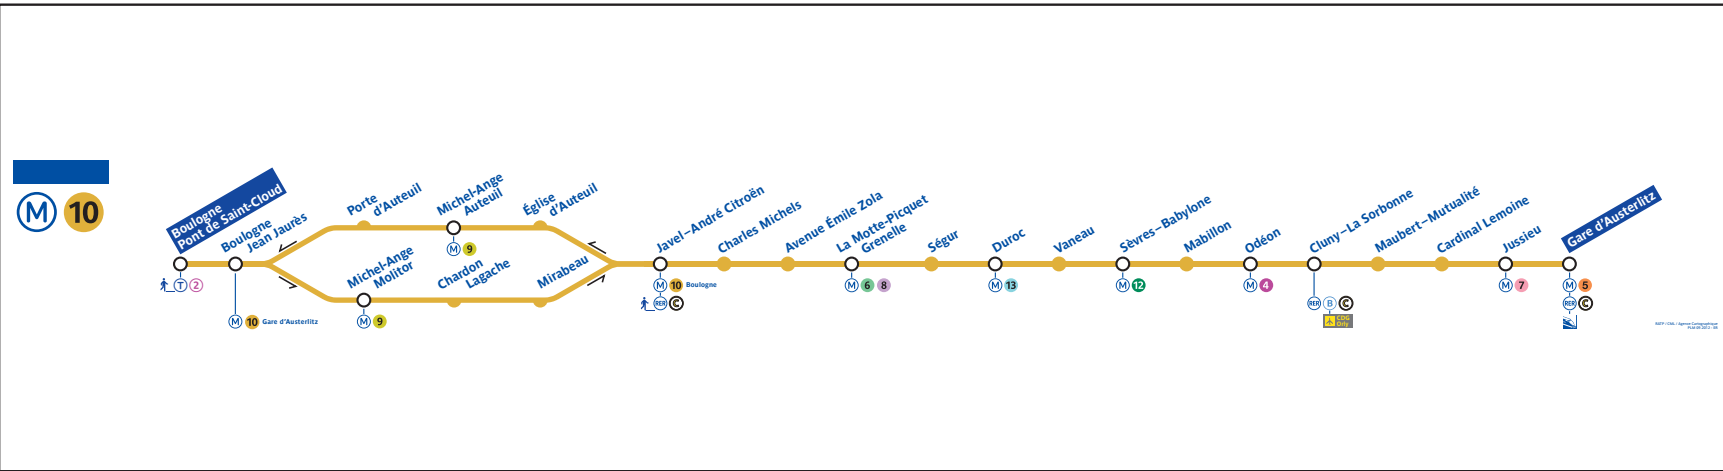 M 10
Boulogne
Pont de Saint-Cloud
T 2
Boulogne
Jean Jaurès
M 10 Gare d'Austerlitz
Porte
d'Auteuil
Michel-Ange
Auteuil
M 9
Église
d'Auteuil
Michel-Ange
Molitor
M 9
Chardon
Lagache
Mirabeau
Javel–André Citroën
M 10 Boulogne
RER C
Charles Michels
Avenue Émile Zola
La Motte-Picquet
Grenelle
M 6 8
Ségur
Duroc
M 13
Vaneau
Sèvres–Babylone
M 12
Mabillon
Odéon
M 4
Cluny–La Sorbonne
RER B C
CDG
Orly
Maubert–Mutualité
Cardinal Lemoine
Jussieu
M 7
Gare d'Austerlitz
M 5
RER C